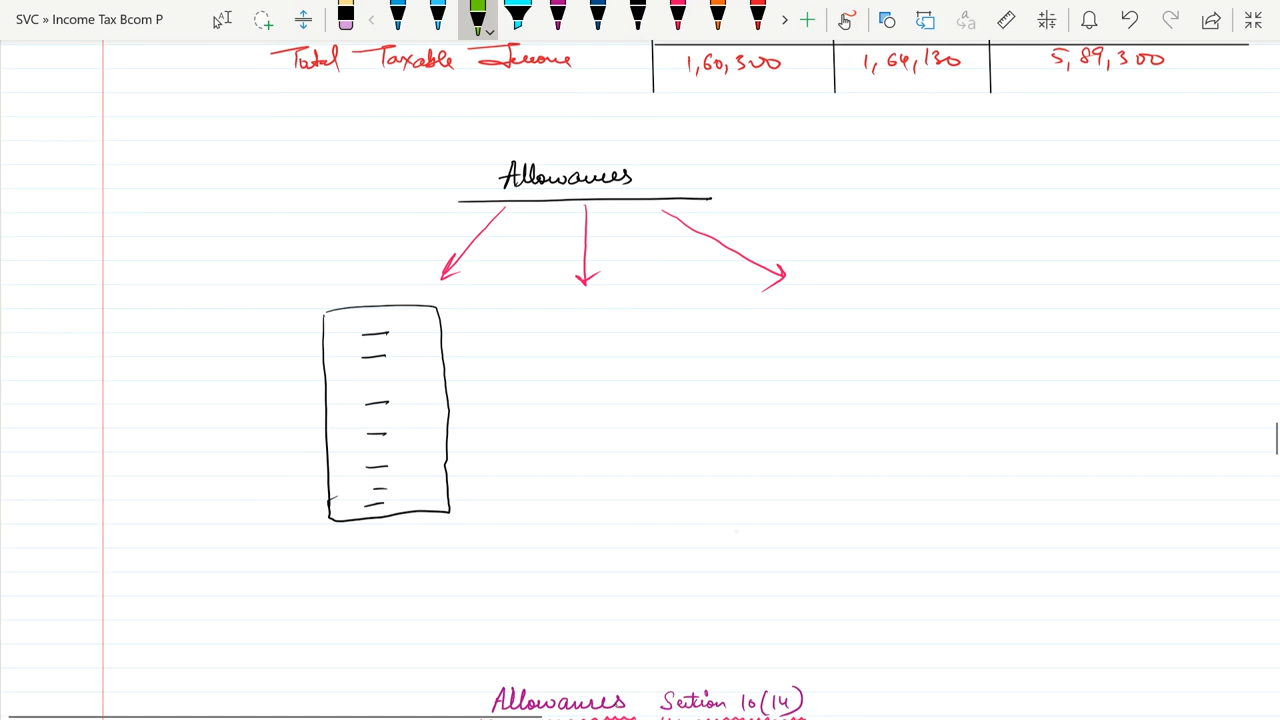 SVC » Income Tax Bcom P
Total Taxable Income 1,60,300 1,64,130 5,89,300
Allowances
Allowances Section 10(14)